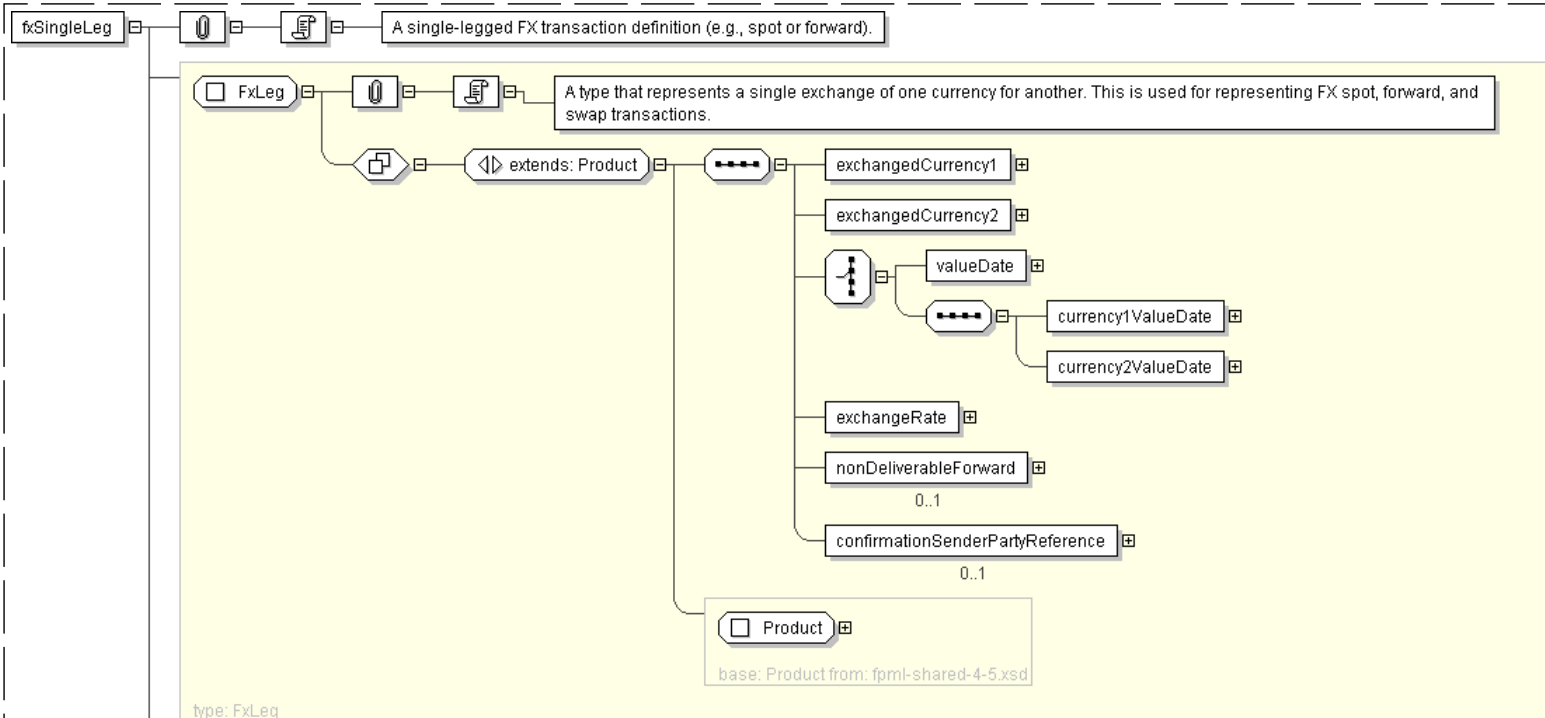 fxSingleLeg
A single-legged FX transaction definition (e.g., spot or forward).
FxLeg
A type that represents a single exchange of one currency for another. This is used for representing FX spot, forward, and
swap transactions.
extends: Product
exchangedCurrency1
exchangedCurrency2
valueDate
currency1ValueDate
currency2ValueDate
exchangeRate
nonDeliverableForward
0..1
confirmationSenderPartyReference
0..1
Product
base: Product from: fpml-shared-4-5.xsd
type: FxLeg